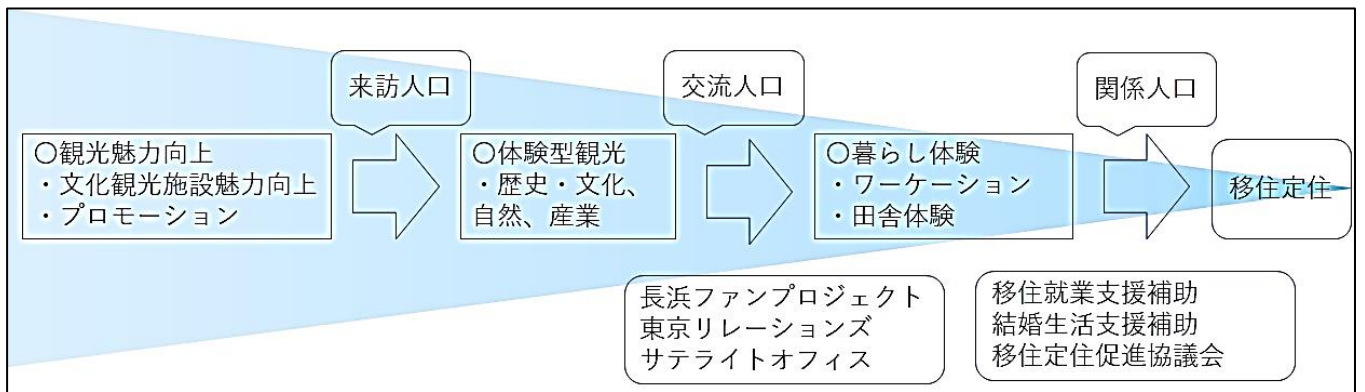 来訪人口
交流人口
関係人口
〇観光魅力向上
・文化観光施設魅力向上
・プロモーション
〇体験型観光
・歴史・文化、
自然、産業
〇暮らし体験
・ワーケーション
・田舎体験
移住定住
長浜ファンプロジェクト
東京リレーションズ
サテライトオフィス
移住就業支援補助
結婚生活支援補助
移住定住促進協議会